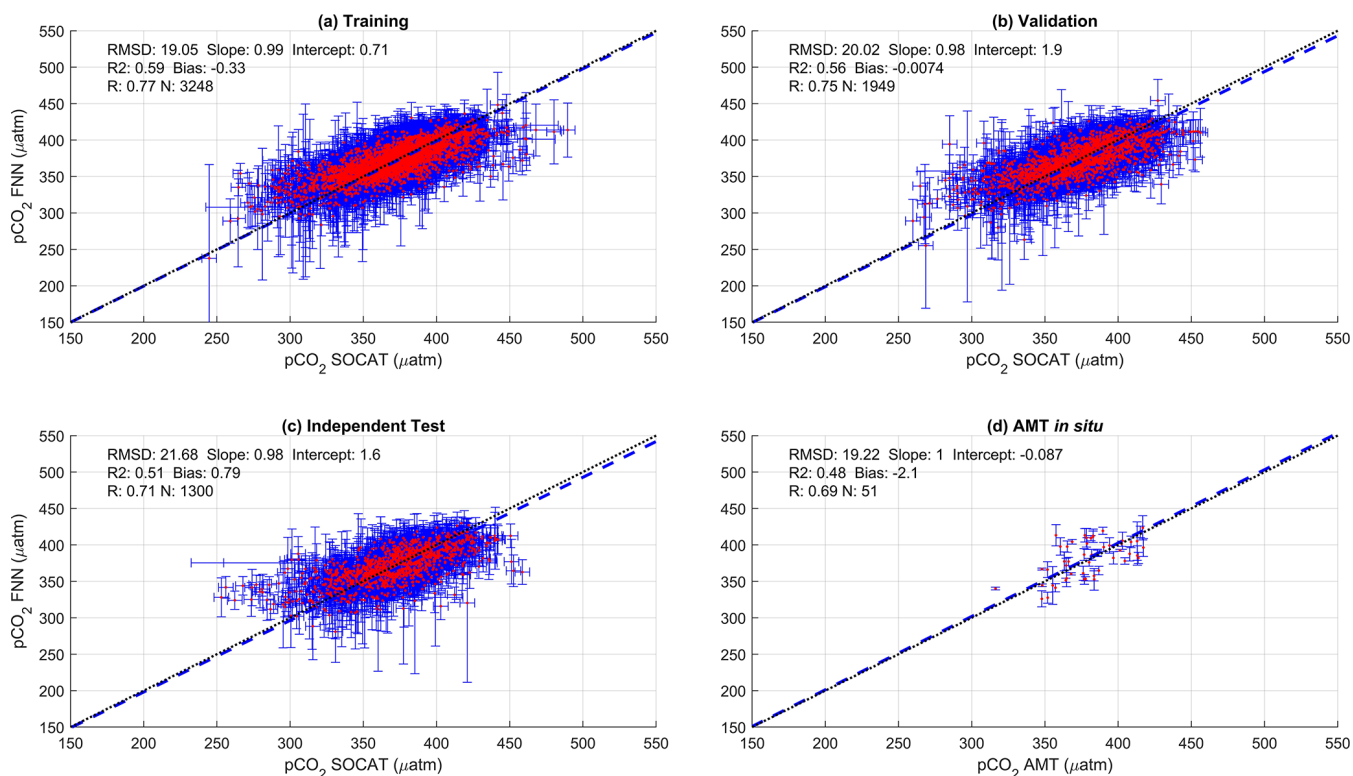 (a) Training
RMSD: 19.05 Slope: 0.99 Intercept: 0.71
R2: 0.59 Bias: -0.33
R: 0.77 N: 3248
550
500
450
400
350
300
250
200
150
pCO2 FNN (μatm)
150 200 250 300 350 400 450 500 550
pCO2 SOCAT (μatm)
(b) Validation
RMSD: 20.02 Slope: 0.98 Intercept: 1.9
R2: 0.56 Bias: -0.0074
R: 0.75 N: 1949
550
500
450
400
350
300
250
200
150
150 200 250 300 350 400 450 500 550
pCO2 SOCAT (μatm)
(c) Independent Test
RMSD: 21.68 Slope: 0.98 Intercept: 1.6
R2: 0.51 Bias: 0.79
R: 0.71 N: 1300
550
500
450
400
350
300
250
200
150
pCO2 FNN (μatm)
150 200 250 300 350 400 450 500 550
pCO2 SOCAT (μatm)
(d) AMT in situ
RMSD: 19.22 Slope: 1 Intercept: -0.087
R2: 0.48 Bias: -2.1
R: 0.69 N: 51
550
500
450
400
350
300
250
200
150
150 200 250 300 350 400 450 500 550
pCO2 AMT (μatm)